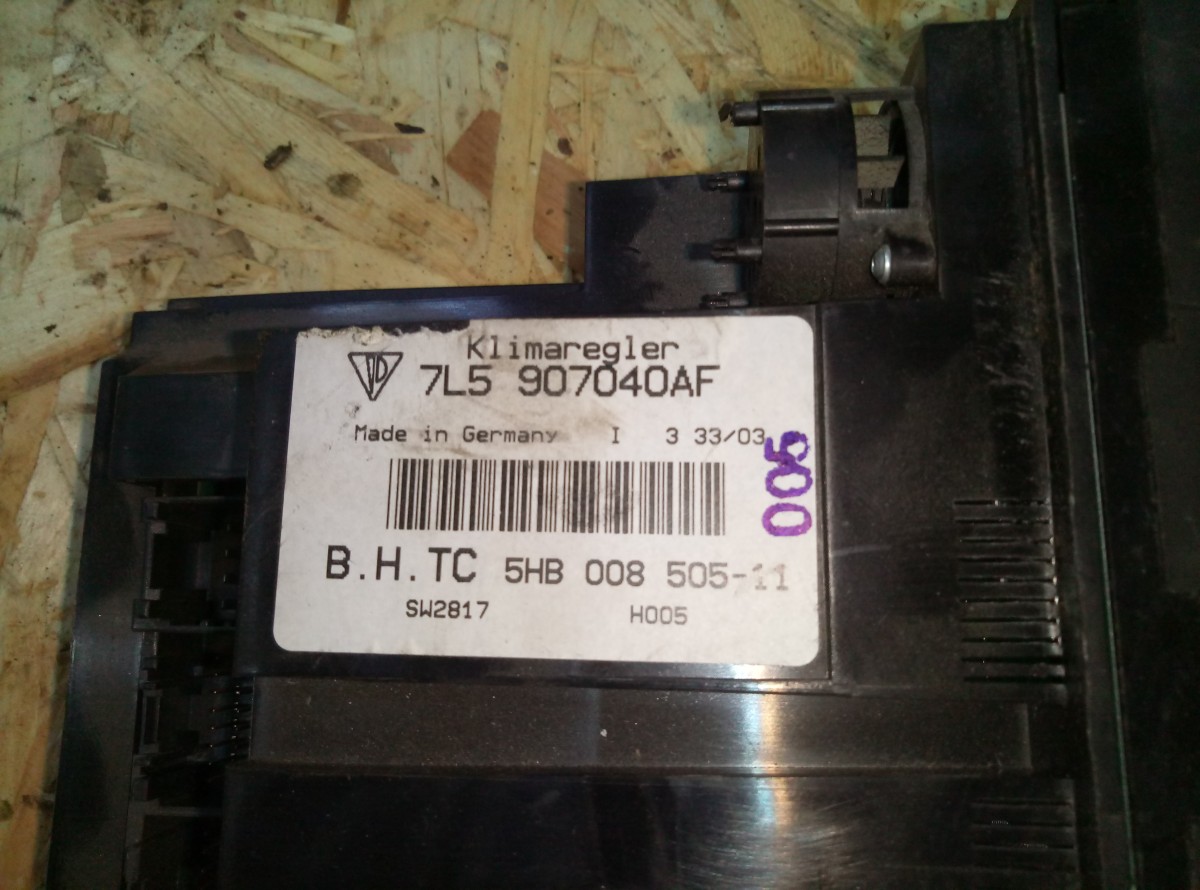 Klimaregler
7L5 907040AF
Made in Germany I 3 33/03
005
B.H.TC 5HB 008 505-11
SW2817 H005